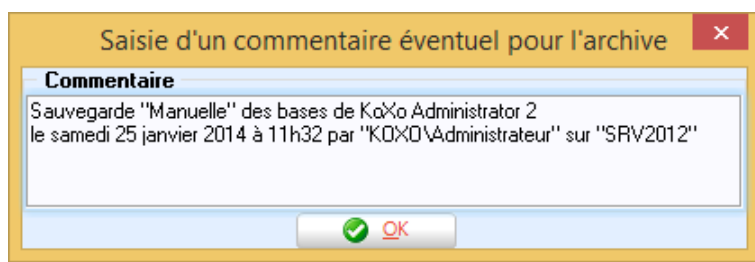 Saisie d'un commentaire éventuel pour l'archive
Commentaire
Sauvegarde "Manuelle" des bases de KoXo Administrator 2
le samedi 25 janvier 2014 à 11h32 par "KOXO\Administrateur" sur "SRV2012"
OK